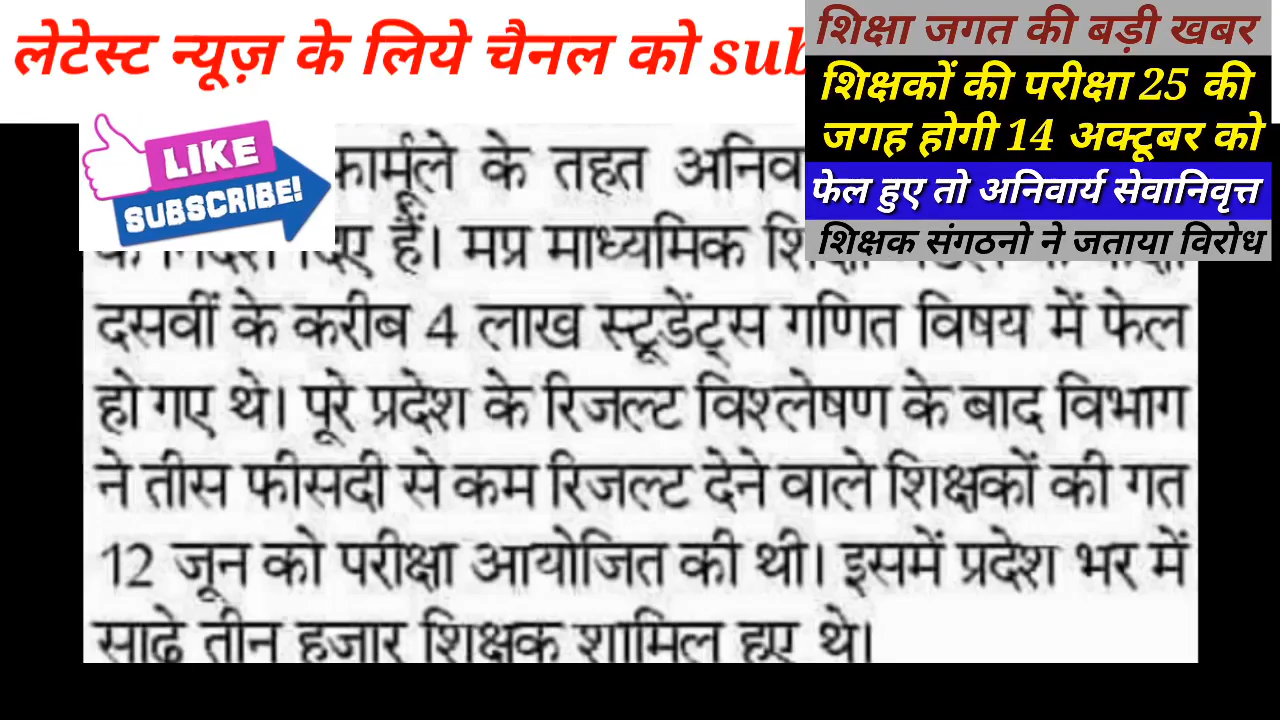 लेटेस्ट न्यूज़ के लिये चैनल को sub
शिक्षा जगत की बड़ी खबर
शिक्षकों की परीक्षा 25 की
जगह होगी 14 अक्टूबर को
फेल हुए तो अनिवार्य सेवानिवृत्त
शिक्षक संगठनो ने जताया विरोध
LIKE
SUBSCRIBE!
फार्मूले के तहत अनिवा
दिए हैं। मप्र माध्यमिक
दसवीं के करीब 4 लाख स्टूडेंट्स गणित विषय में फेल
हो गए थे। पूरे प्रदेश के रिजल्ट विश्लेषण के बाद विभाग
ने तीस फीसदी से कम रिजल्ट देने वाले शिक्षकों की गत
12 जून को परीक्षा आयोजित की थी। इसमें प्रदेश भर में
साढ़े तीन हजार शिक्षक शामिल हुए थे।